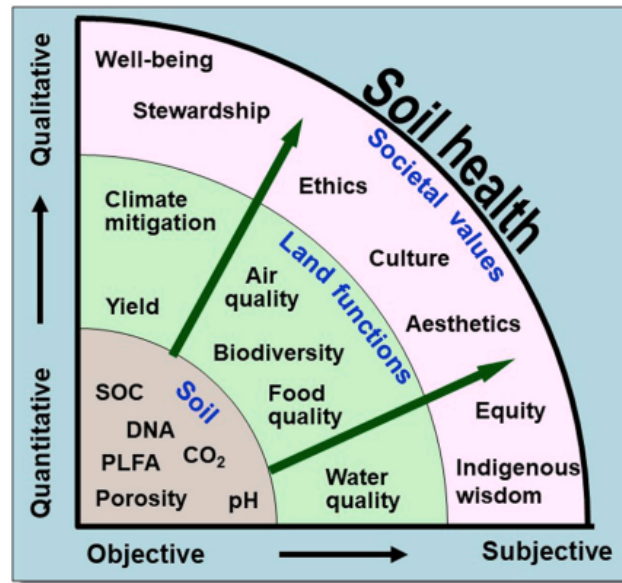 Soil health
Societal values
Well-being
Stewardship
Ethics
Culture
Aesthetics
Equity
Indigenous
wisdom
Land functions
Climate
mitigation
Yield
Air
quality
Biodiversity
Food
quality
Water
quality
Soil
SOC
DNA
PLFA
CO₂
Porosity
pH
Qualitative
Quantitative
Objective
Subjective